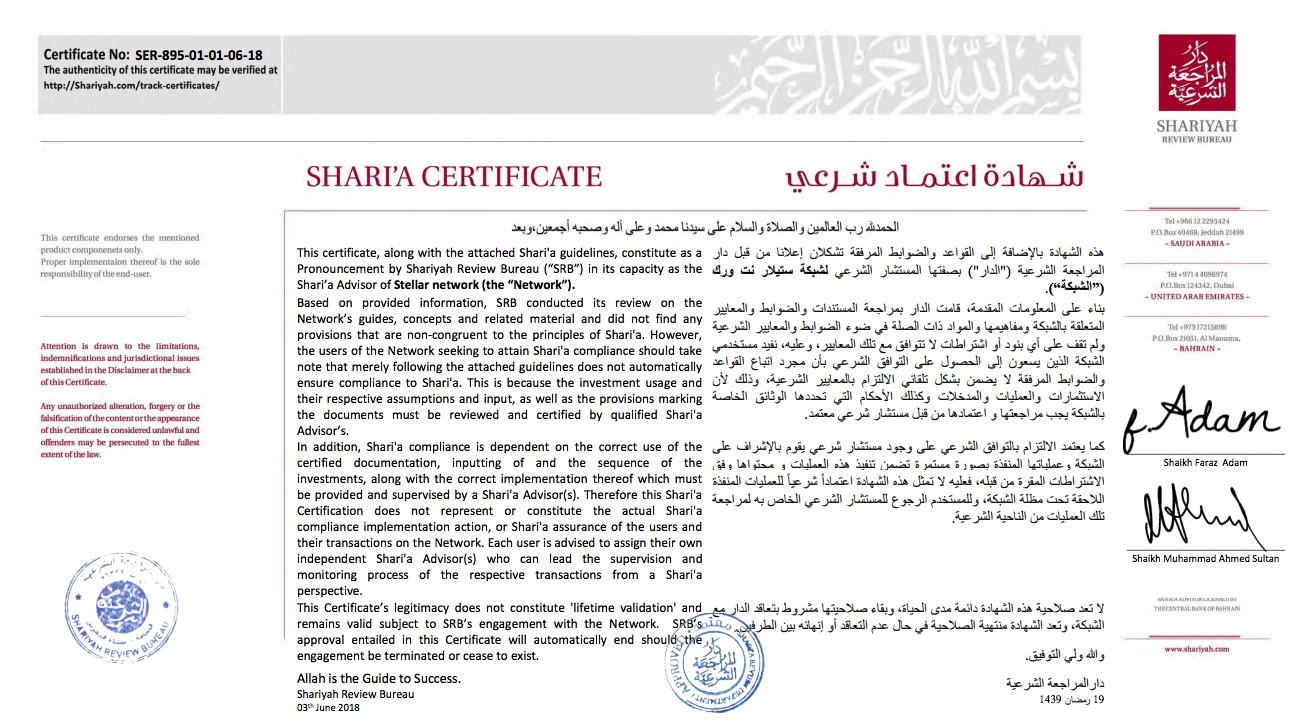 Certificate No: SER-895-01-01-06-18
The authenticity of this certificate may be verified at
http://Shariyah.com/track-certificates/
بسم الله الرحمن الرحيم
دار
المراجعة
الشرعية
SHARIYAH
REVIEW BUREAU
SHARI'A CERTIFICATE
شهادة اعتماد شرعي
This certificate endorses the mentioned
product componenets only.
Proper implementaion thereof is the sole
responsibility of the end-user.
Attention is drawn to the limitations,
indemnifications and jurisdictional issues
established in the Disclaimer at the back
of this Certificate.
Any unauthorized alteration, forgery or the
falsification of the content or the appearance
of this Certificate is considered unlawful and
offenders may be persecuted to the fullest
extent of the law.
الحمدلله رب العالمين والصلاة والسلام على سيدنا محمد وعلى آله وصحبه أجمعين،وبعد
This certificate, along with the attached Shari'a guidelines, constitute as a
Pronouncement by Shariyah Review Bureau ("SRB") in its capacity as the
Shari'a Advisor of Stellar network (the "Network").
Based on provided information, SRB conducted its review on the
Network's guides, concepts and related material and did not find any
provisions that are non-congruent to the principles of Shari'a. However,
the users of the Network seeking to attain Shari'a compliance should take
note that merely following the attached guidelines does not automatically
ensure compliance to Shari'a. This is because the investment usage and
their respective assumptions and input, as well as the provisions marking
the documents must be reviewed and certified by qualified Shari'a
Advisor's.
In addition, Shari'a compliance is dependent on the correct use of the
certified documentation, inputting of and the sequence of the
investments, along with the correct implementation thereof which must
be provided and supervised by a Shari'a Advisor(s). Therefore this Shari'a
Certification does not represent or constitute the actual Shari'a
compliance implementation action, or Shari'a assurance of the users and
their transactions on the Network. Each user is advised to assign their own
independent Shari'a Advisor(s) who can lead the supervision and
monitoring process of the respective transactions from a Shari'a
perspective.
This Certificate's legitimacy does not constitute 'lifetime validation' and
remains valid subject to SRB's engagement with the Network. SRB's
approval entailed in this Certificate will automatically end should the
engagement be terminated or cease to exist.
Allah is the Guide to Success.
Shariyah Review Bureau
03th June 2018
هذه الشهادة بالإضافة إلى القواعد والضوابط المرفقة تشكلان إعلانا من قبل دار
المراجعة الشرعية ("الدار") بصفتها المستشار الشرعي لشبكة ستيلار نت ورك
("الشبكة").
بناء على المعلومات المقدمة، قامت الدار بمراجعة المستندات والضوابط والمعايير
المتعلقة بالشبكة ومفاهيمها والمواد ذات الصلة في ضوء الضوابط والمعايير الشرعية
ولم تقف على أي بنود أو اشتراطات لا تتوافق مع تلك المعايير، وعليه، نفيد مستخدمي
الشبكة الذين يسعون إلى الحصول على التوافق الشرعي بأن مجرد اتباع القواعد
والضوابط المرفقة لا يضمن بشكل تلقائي الالتزام بالمعايير الشرعية، وذلك لأن
الاستثمارات والعمليات والمدخلات وكذلك الأحكام التي تحددها الوثائق الخاصة
بالشبكة يجب مراجعتها و اعتمادها من قبل مستشار شرعي معتمد.
كما يعتمد الالتزام بالتوافق الشرعي على وجود مستشار شرعي يقوم بالإشراف على
الشبكة وعملياتها المنفذة بصورة مستمرة تضمن تنفيذ هذه العمليات و محتواها وفق
الاشتراطات المقرة من قبله، فعليه لا تمثل هذه الشهادة اعتماداً شرعياً للعمليات المنفذة
اللاحقة تحت مظلة الشبكة، وللمستخدم الرجوع للمستشار الشرعي الخاص به لمراجعة
تلك العمليات من الناحية الشرعية.
لا تعد صلاحية هذه الشهادة دائمة مدى الحياة، وبقاء صلاحيتها مشروط بتعاقد الدار مع
الشبكة، وتعد الشهادة منتهية الصلاحية في حال عدم التعاقد أو إنهائه بين الطرفين.
والله ولي التوفيق.
دار المراجعة الشرعية
19 رمضان 1439
Tel +966 12 2293424
P.O.Box 40469, Jeddah 21499
– SAUDI ARABIA –
Tel +971 4 4096974
P.O.Box 124342, Dubai
– UNITED ARAB EMIRATES –
Tel +973 17215898
P.O.Box 21051, Al Manama,
– BAHRAIN –
f. Adam
Shaikh Faraz Adam
Shaikh Muhammad Ahmed Sultan
SHARIA ADVISOR LICENSED BY
THE CENTRAL BANK OF BAHRAIN
www.shariyah.com
SHARIYAH REVIEW BUREAU
دار
المراجعة
الشرعية
APPROVED